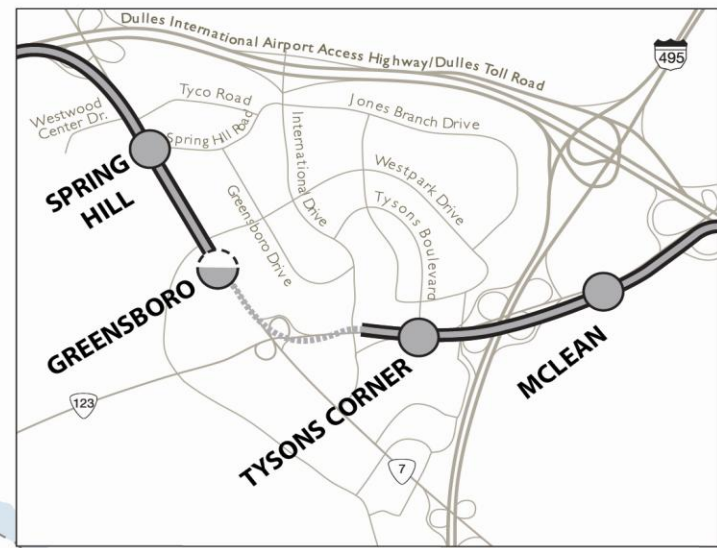 Dulles International Airport Access Highway/Dulles Toll Road
495
Tyco Road
Jones Branch Drive
Westwood
Center Dr.
Spring Hill Road
International Drive
Westpark Drive
SPRING
HILL
Greensboro Drive
Tysons Boulevard
GREENSBORO
MCLEAN
TYSONS CORNER
123
7